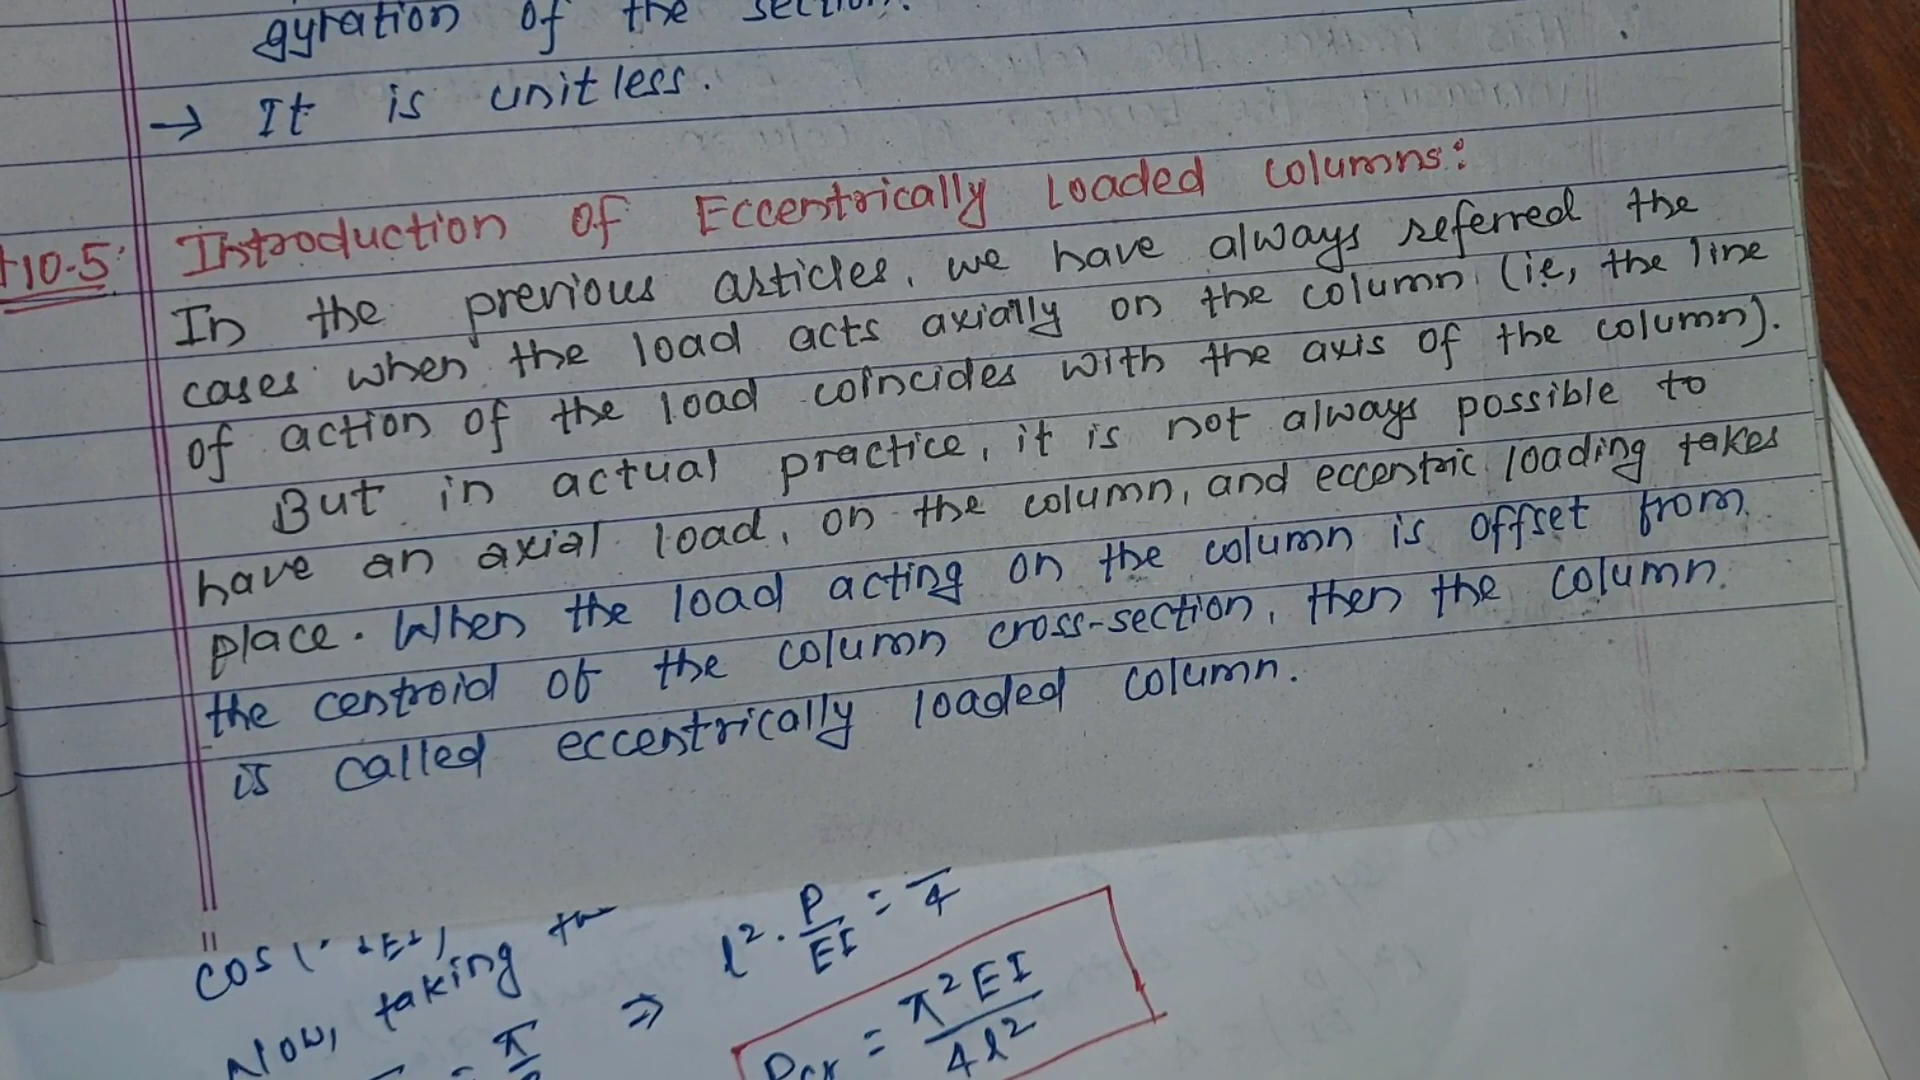 gyration of the section.
→ It is unitless.
10.5: Introduction of Eccentrically Loaded columns:
In the previous articles, we have always referred the
cases when the load acts axially on the column (ie, the line
of action of the load coincides with the axis of the column).
But in actual practice, it is not always possible to
have an axial load, on the column, and eccentric loading takes
place. When the load acting on the column is offset from
the centroid of the column cross-section, then the column
is called eccentrically loaded column.
cos(
Now, taking the
⇒ l². P/EI = /4
Pcr = π²EI/4l²